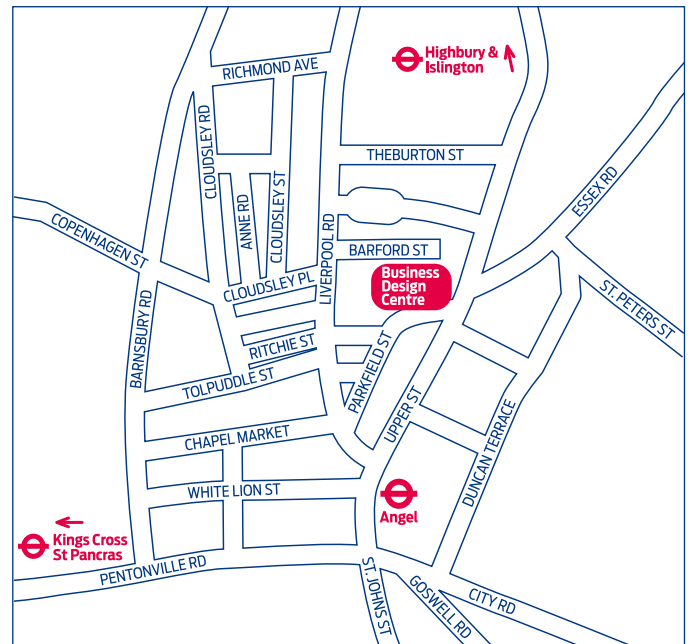 RICHMOND AVE
Highbury &
Islington
THEBURTON ST
CLOUDSLEY RD
ANNE RD
CLOUDSLEY ST
LIVERPOOL RD
ESSEX RD
COPENHAGEN ST
BARFORD ST
Business
Design
Centre
CLOUDSLEY PL
ST. PETERS ST
BARNSBURY RD
RITCHIE ST
PARKFIELD ST
TOLPUDDLE ST
UPPER ST
CHAPEL MARKET
DUNCAN TERRACE
WHITE LION ST
Angel
Kings Cross
St Pancras
PENTONVILLE RD
ST. JOHNS ST
GOSWELL RD
CITY RD